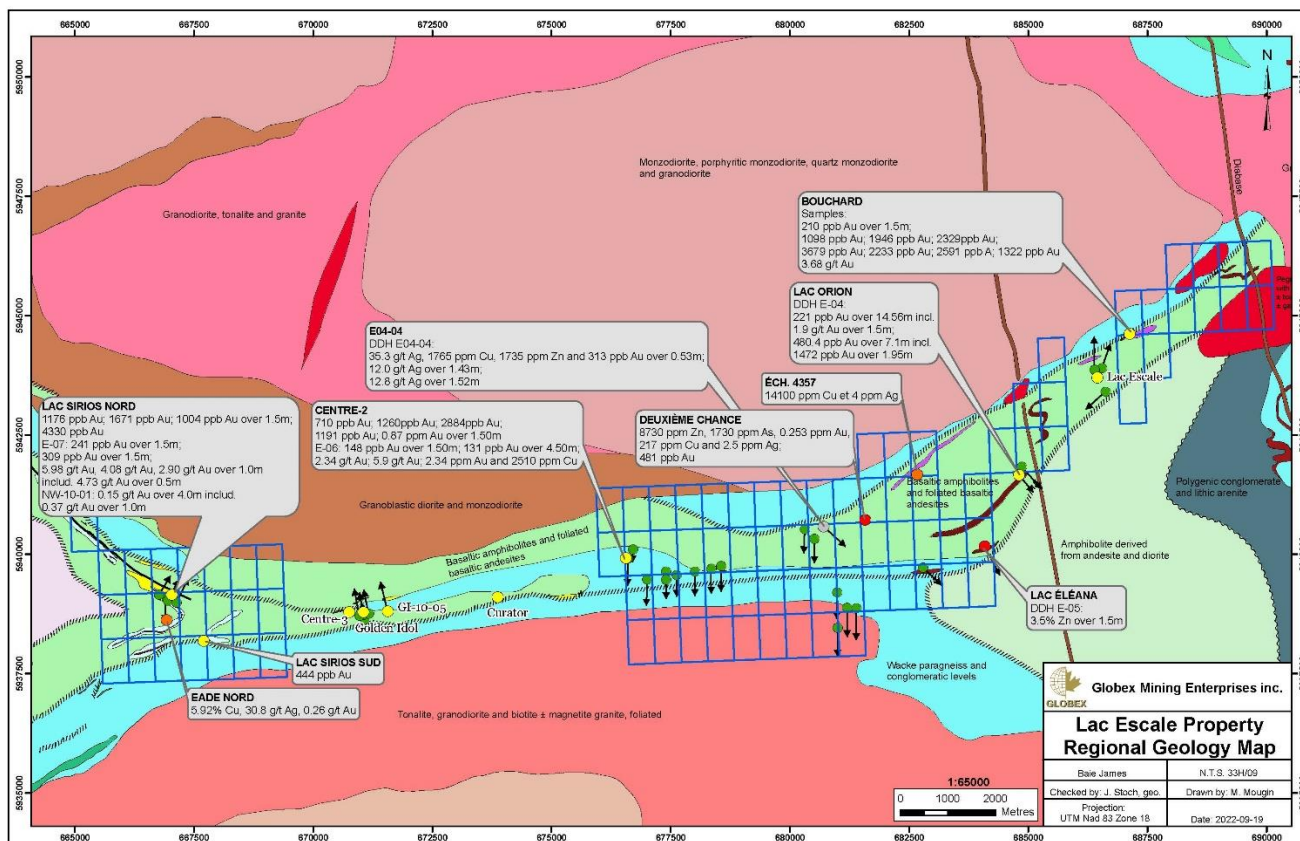 665000 667500 670000 672500 675000 677500 680000 682500 685000 687500 690000
5950000
5947500
5945000
5942500
5940000
5937500
5935000
N
Monzodiorite, porphyritic monzodiorite, quartz monzodiorite
and granodiorite
Granodiorite, tonalite and granite
Diabase
BOUCHARD
Samples:
210 ppb Au over 1.5m;
1098 ppb Au; 1946 ppb Au; 2329ppb Au;
3679 ppb Au; 2233 ppb Au; 2591 ppb A; 1322 ppb Au
3.68 g/t Au
LAC ORION
DDH E-04:
221 ppb Au over 14.56m incl.
1.9 g/t Au over 1.5m;
480.4 ppb Au over 7.1m incl.
1472 ppb Au over 1.95m
E04-04
DDH E04-04:
35.3 g/t Ag, 1765 ppm Cu, 1735 ppm Zn and 313 ppb Au over 0.53m;
12.0 g/t Ag over 1.43m;
12.8 g/t Ag over 1.52m
ÉCH. 4357
14100 ppm Cu et 4 ppm Ag
Lac Escale
LAC SIRIOS NORD
1176 ppb Au; 1671 ppb Au; 1004 ppb Au over 1.5m;
4330 ppb Au
E-07: 241 ppb Au over 1.5m;
309 ppb Au over 1.5m;
5.98 g/t Au, 4.08 g/t Au, 2.90 g/t Au over 1.0m
includ. 4.73 g/t Au over 0.5m
NW-10-01: 0.15 g/t Au over 4.0m includ.
0.37 g/t Au over 1.0m
CENTRE-2
710 ppb Au; 1260ppb Au; 2884ppb Au;
1191 ppb Au; 0.87 ppm Au over 1.50m
E-06: 148 ppb Au over 1.50m; 131 ppb Au over 4.50m;
2.34 g/t Au; 5.9 g/t Au; 2.34 ppm Au and 2510 ppm Cu
DEUXIÈME CHANCE
8730 ppm Zn, 1730 ppm As, 0.253 ppm Au,
217 ppm Cu and 2.5 ppm Ag;
481 ppb Au
Granoblastic diorite and monzodiorite
Basaltic amphibolites
and foliated basaltic
andesites
Polygenic conglomerate
and lithic arenite
Basaltic amphibolites and foliated
basaltic andesites
Amphibolite derived
from andesite and diorite
LAC ÉLÉANA
DDH E-05:
3.5% Zn over 1.5m
GI-10-05
Centre-3
Golden Idol
Curator
LAC SIRIOS SUD
444 ppb Au
EADE NORD
5.92% Cu, 30.8 g/t Ag, 0.26 g/t Au
Wacke paragneiss and
conglomeratic levels
Tonalite, granodiorite and biotite ± magnetite granite, foliated
1:65000
0 1000 2000
Metres
GLOBEX
Globex Mining Enterprises inc.
Lac Escale Property
Regional Geology Map
Baie James
N.T.S. 33H/09
Checked by: J. Stoch, geo.
Drawn by: M. Mougin
Projection:
UTM Nad 83 Zone 18
Date: 2022-09-19
665000 667500 670000 672500 675000 677500 680000 682500 685000 687500 690000